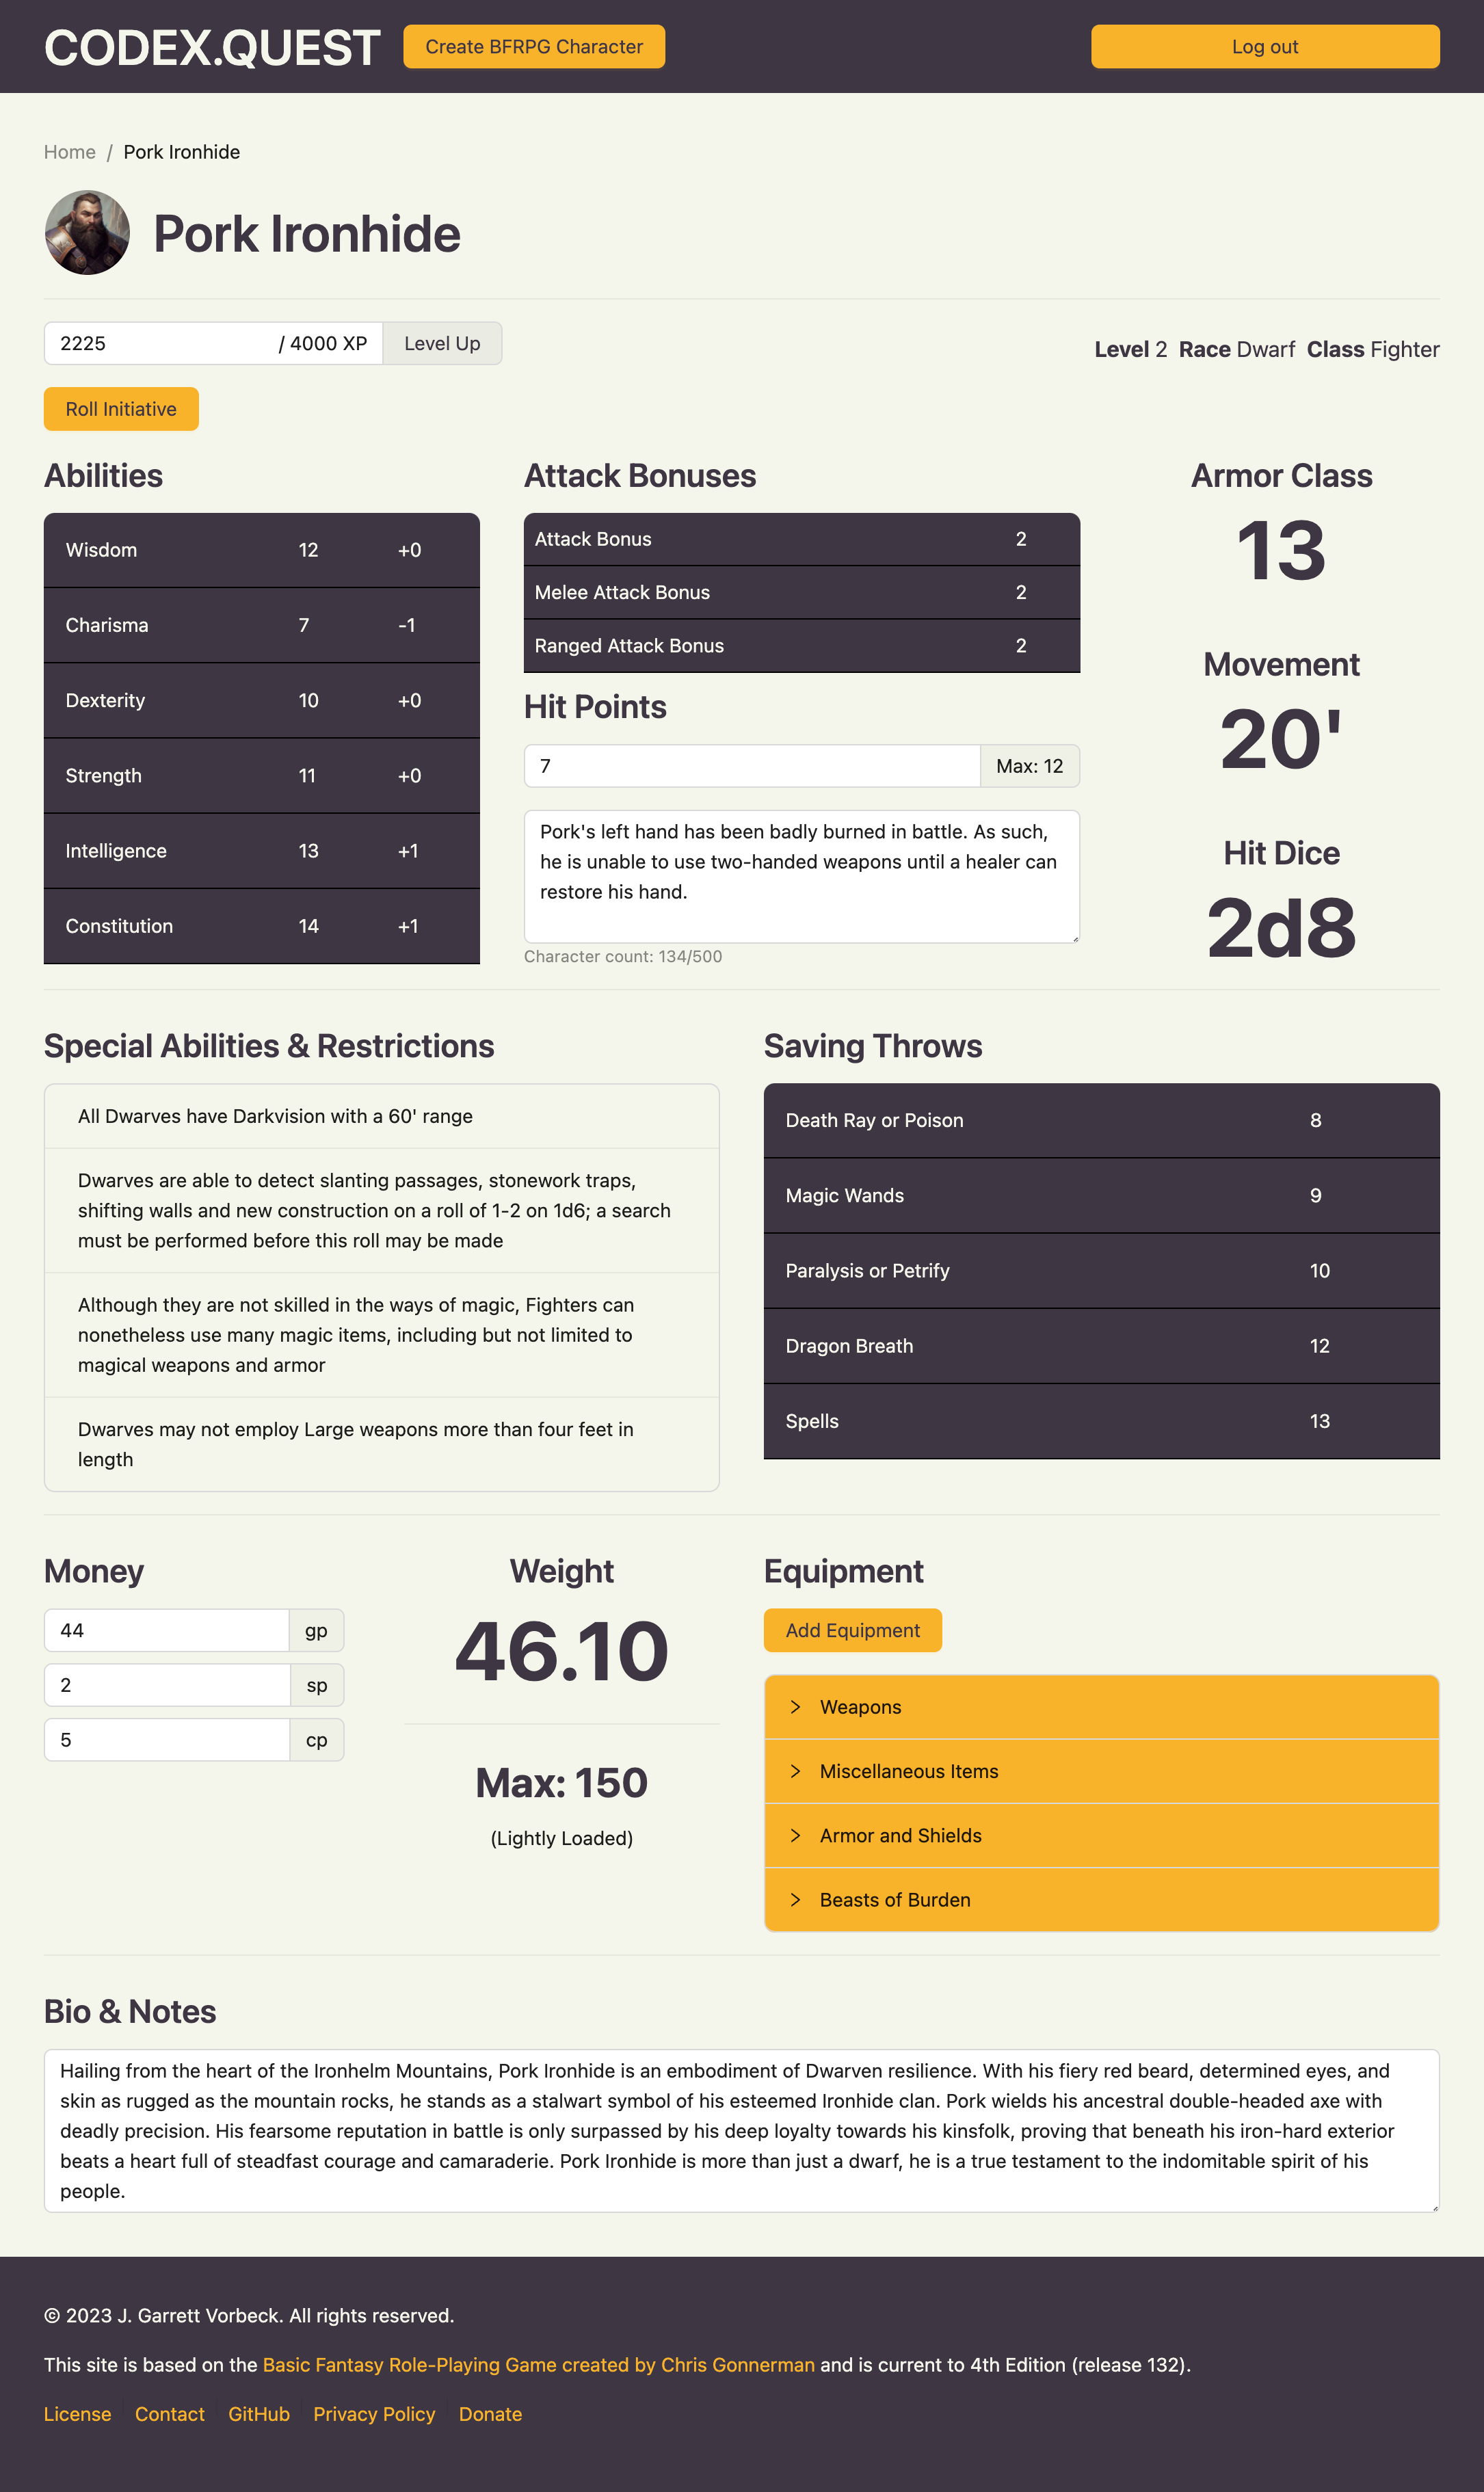 CODEX.QUEST
Create BFRPG Character
Log out
Home / Pork Ironhide
Pork Ironhide
2225 / 4000 XP Level Up
Level 2 Race Dwarf Class Fighter
Roll Initiative
Abilities
Wisdom 12 +0
Charisma 7 -1
Dexterity 10 +0
Strength 11 +0
Intelligence 13 +1
Constitution 14 +1
Attack Bonuses
Attack Bonus 2
Melee Attack Bonus 2
Ranged Attack Bonus 2
Hit Points
7 Max: 12
Pork's left hand has been badly burned in battle. As such,
he is unable to use two-handed weapons until a healer can
restore his hand.
Character count: 134/500
Armor Class
13
Movement
20'
Hit Dice
2d8
Special Abilities & Restrictions
All Dwarves have Darkvision with a 60' range
Dwarves are able to detect slanting passages, stonework traps,
shifting walls and new construction on a roll of 1-2 on 1d6; a search
must be performed before this roll may be made
Although they are not skilled in the ways of magic, Fighters can
nonetheless use many magic items, including but not limited to
magical weapons and armor
Dwarves may not employ Large weapons more than four feet in
length
Saving Throws
Death Ray or Poison 8
Magic Wands 9
Paralysis or Petrify 10
Dragon Breath 12
Spells 13
Money
44 gp
2 sp
5 cp
Weight
46.10
Max: 150
(Lightly Loaded)
Equipment
Add Equipment
Weapons
Miscellaneous Items
Armor and Shields
Beasts of Burden
Bio & Notes
Hailing from the heart of the Ironhelm Mountains, Pork Ironhide is an embodiment of Dwarven resilience. With his fiery red beard, determined eyes, and
skin as rugged as the mountain rocks, he stands as a stalwart symbol of his esteemed Ironhide clan. Pork wields his ancestral double-headed axe with
deadly precision. His fearsome reputation in battle is only surpassed by his deep loyalty towards his kinsfolk, proving that beneath his iron-hard exterior
beats a heart full of steadfast courage and camaraderie. Pork Ironhide is more than just a dwarf, he is a true testament to the indomitable spirit of his
people.
© 2023 J. Garrett Vorbeck. All rights reserved.
This site is based on the Basic Fantasy Role-Playing Game created by Chris Gonnerman and is current to 4th Edition (release 132).
License Contact GitHub Privacy Policy Donate